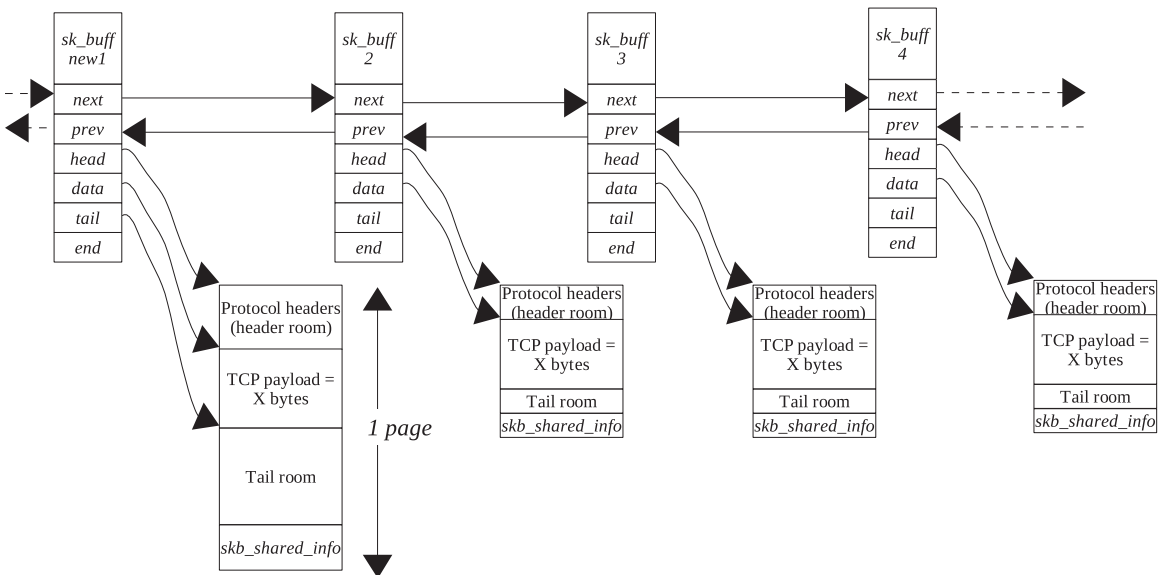 sk_buff
new1
next
prev
head
data
tail
end
sk_buff
2
next
prev
head
data
tail
end
sk_buff
3
next
prev
head
data
tail
end
sk_buff
4
next
prev
head
data
tail
end
Protocol headers
(header room)
TCP payload =
X bytes
Tail room
skb_shared_info
1 page
Protocol headers
(header room)
TCP payload =
X bytes
Tail room
skb_shared_info
Protocol headers
(header room)
TCP payload =
X bytes
Tail room
skb_shared_info
Protocol headers
(header room)
TCP payload =
X bytes
Tail room
skb_shared_info